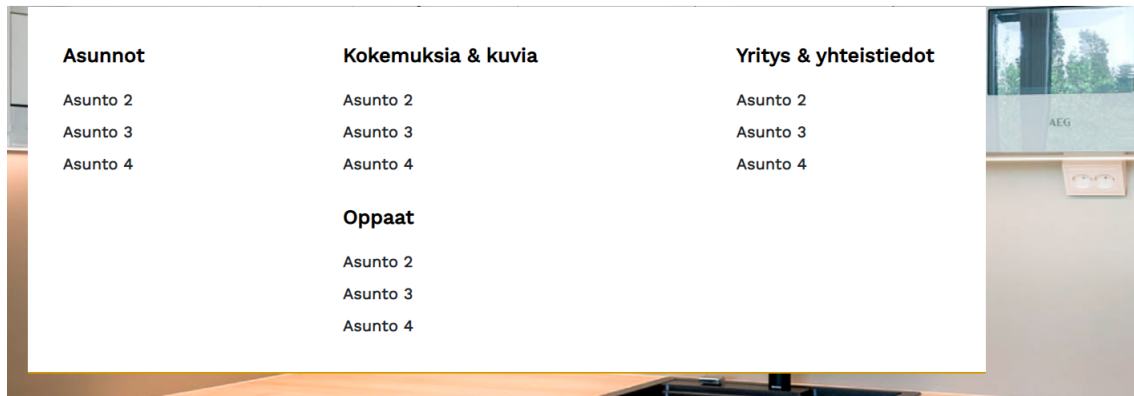 Asunnot
Asunto 2
Asunto 3
Asunto 4
Kokemuksia & kuvia
Asunto 2
Asunto 3
Asunto 4
Oppaat
Asunto 2
Asunto 3
Asunto 4
Yritys & yhteistiedot
Asunto 2
Asunto 3
Asunto 4
AEG